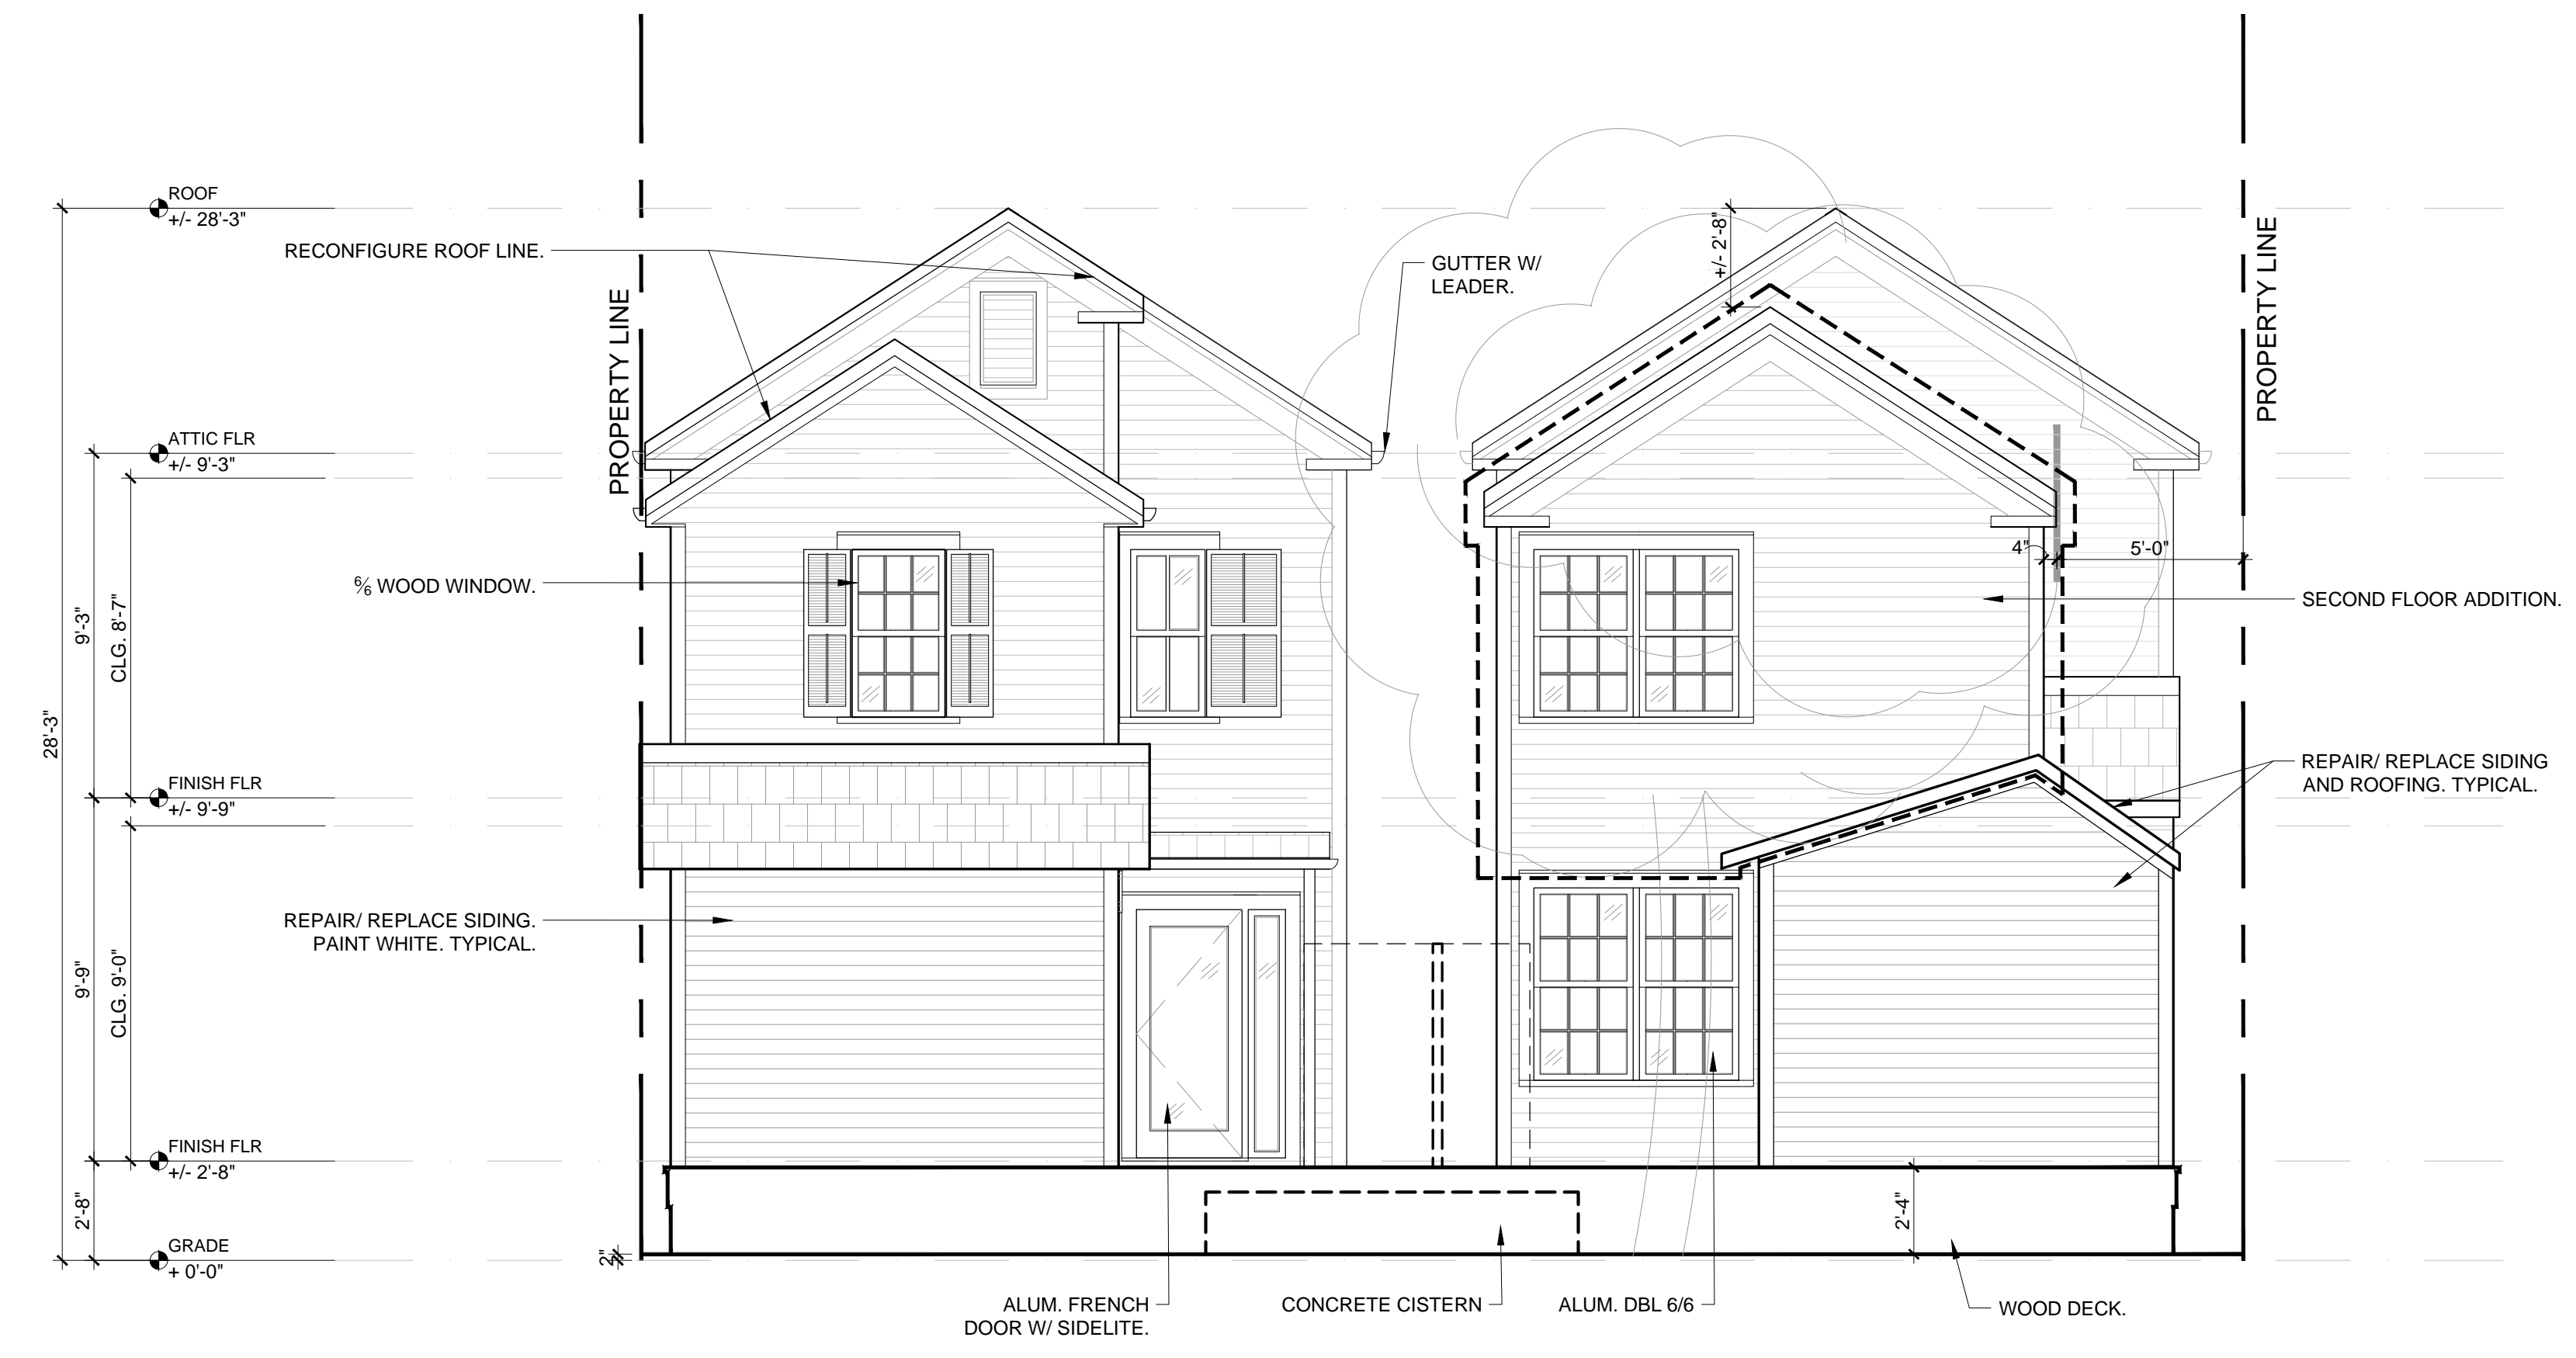 ROOF
+/- 28'-3"
RECONFIGURE ROOF LINE.
PROPERTY LINE
GUTTER W/
LEADER.
+/- 2'-8"
PROPERTY LINE
ATTIC FLR
+/- 9'-3"
9'-3"
CLG. 8'-7"
6/6 WOOD WINDOW.
4"
5'-0"
SECOND FLOOR ADDITION.
28'-3"
FINISH FLR
+/- 9'-9"
REPAIR/ REPLACE SIDING
AND ROOFING. TYPICAL.
REPAIR/ REPLACE SIDING.
PAINT WHITE. TYPICAL.
9'-9"
CLG. 9'-0"
FINISH FLR
+/- 2'-8"
2'-8"
2'-4"
GRADE
+ 0'-0"
2"
ALUM. FRENCH
DOOR W/ SIDELITE.
CONCRETE CISTERN
ALUM. DBL 6/6
WOOD DECK.